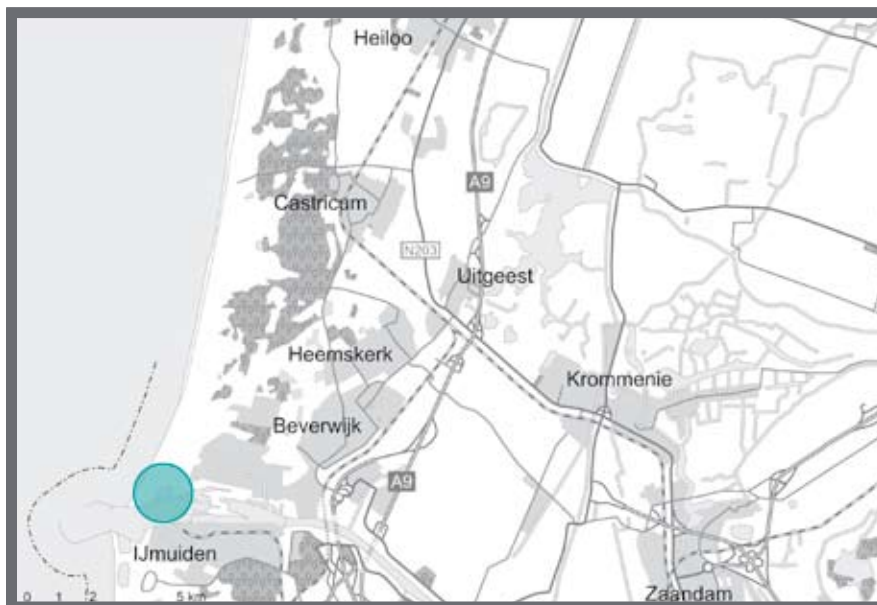 Heiloo
A9
Castricum
N203
Uitgeest
Heemskerk
Krommenie
Beverwijk
A9
IJmuiden
Zaandam
0 1 2 5 km